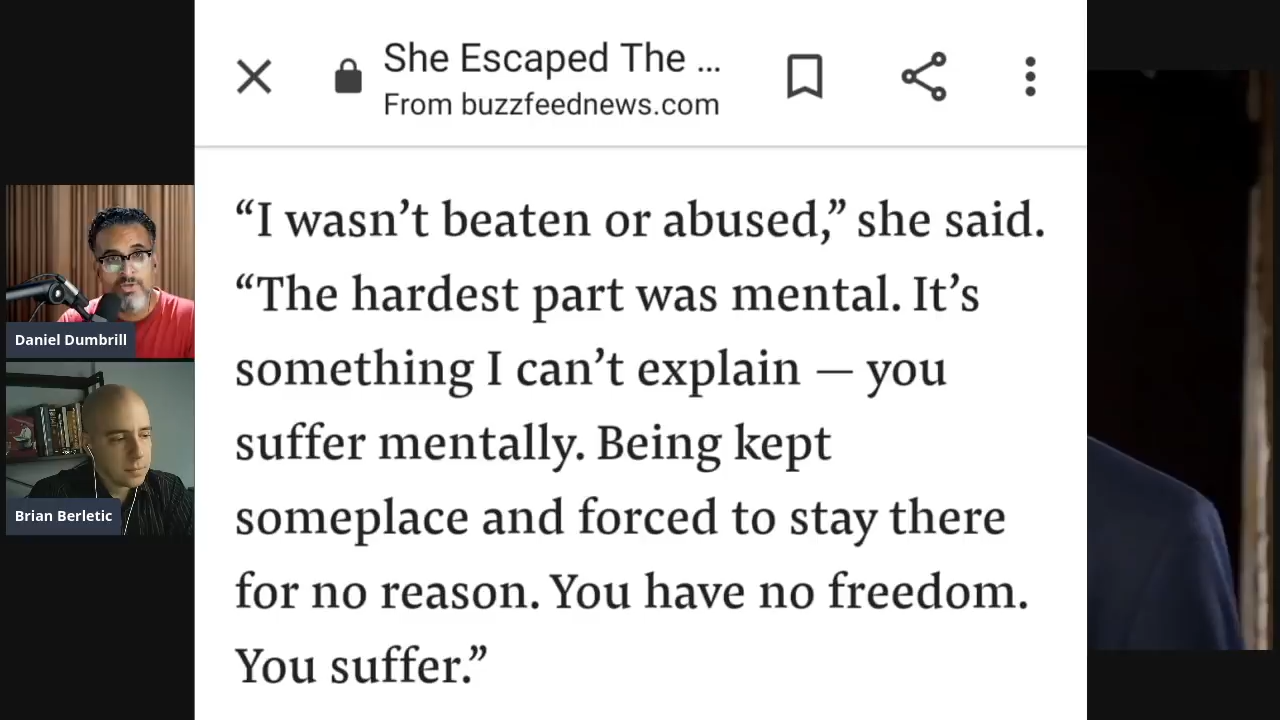 She Escaped The ...
From buzzfeednews.com
“I wasn’t beaten or abused,” she said.
“The hardest part was mental. It’s
something I can’t explain — you
suffer mentally. Being kept
someplace and forced to stay there
for no reason. You have no freedom.
You suffer.”
Daniel Dumbrill
Brian Berletic